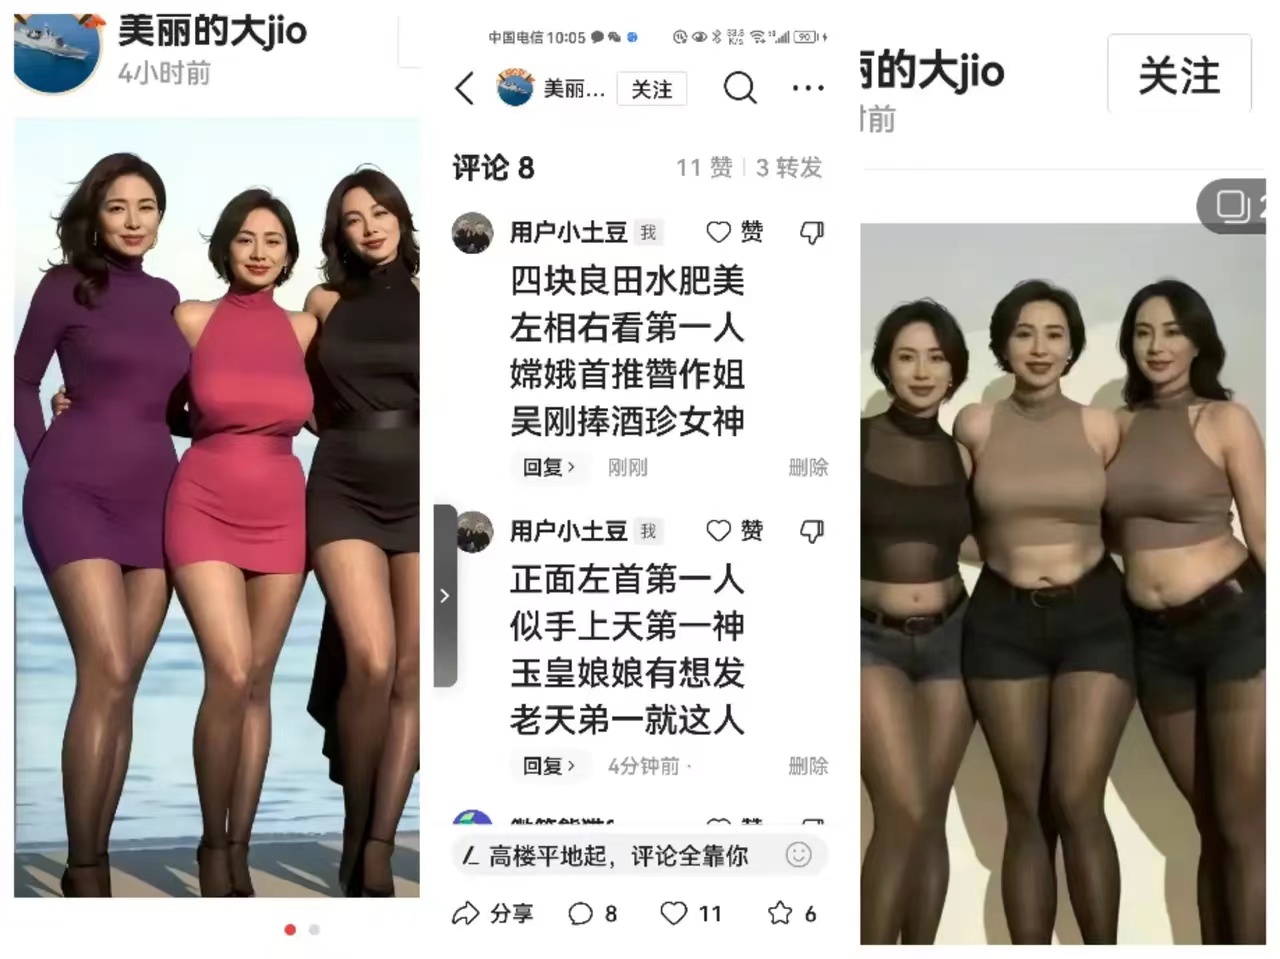 美丽的大jio
4小时前
中国电信 10:05
53.8 K/s
90
美丽...
关注
评论 8
11 赞 | 3 转发
用户小土豆 我 赞
四块良田水肥美
左相右看第一人
嫦娥首推贊作姐
吴刚捧酒珍女神
回复 刚刚 删除
用户小土豆 我 赞
正面左首第一人
似手上天第一神
玉皇娘娘有想发
老天弟一就这人
回复 4分钟前 · 删除
高楼平地起，评论全靠你
分享 8 11 6
的大jio
前
关注
2